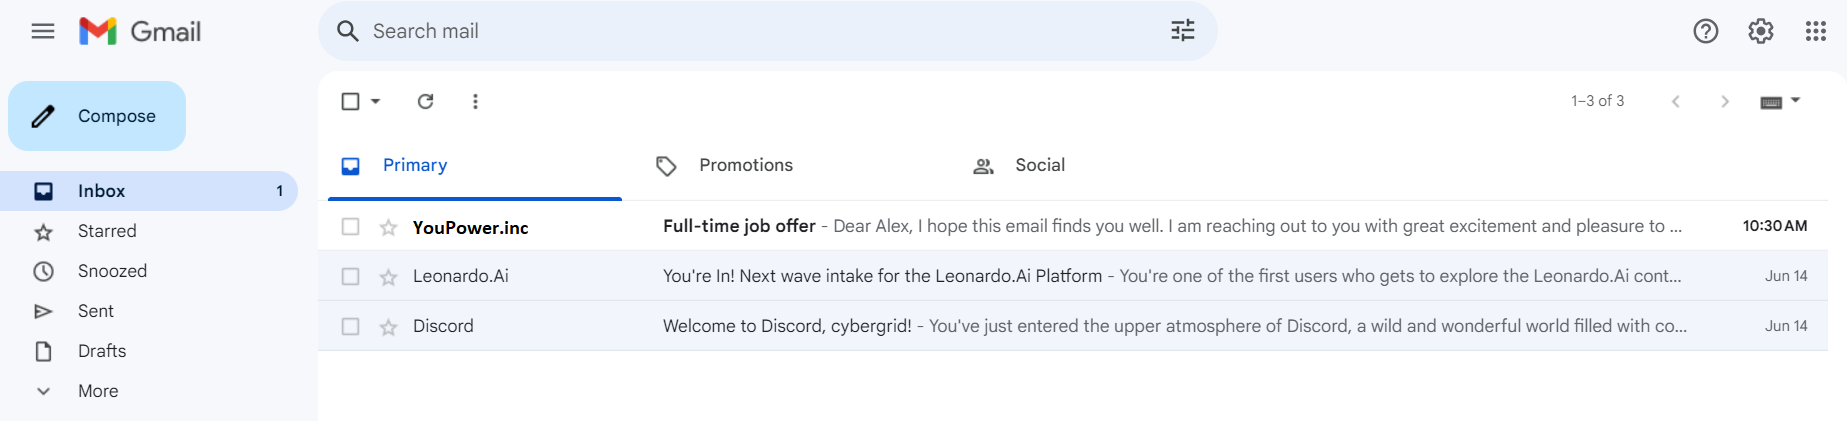 Gmail
Search mail
Compose
1–3 of 3
Primary
Promotions
Social
Inbox 1
Starred
Snoozed
Sent
Drafts
More
YouPower.inc Full-time job offer - Dear Alex, I hope this email finds you well. I am reaching out to you with great excitement and pleasure to ... 10:30 AM
Leonardo.Ai You're In! Next wave intake for the Leonardo.Ai Platform - You're one of the first users who gets to explore the Leonardo.Ai cont... Jun 14
Discord Welcome to Discord, cybergrid! - You've just entered the upper atmosphere of Discord, a wild and wonderful world filled with co... Jun 14